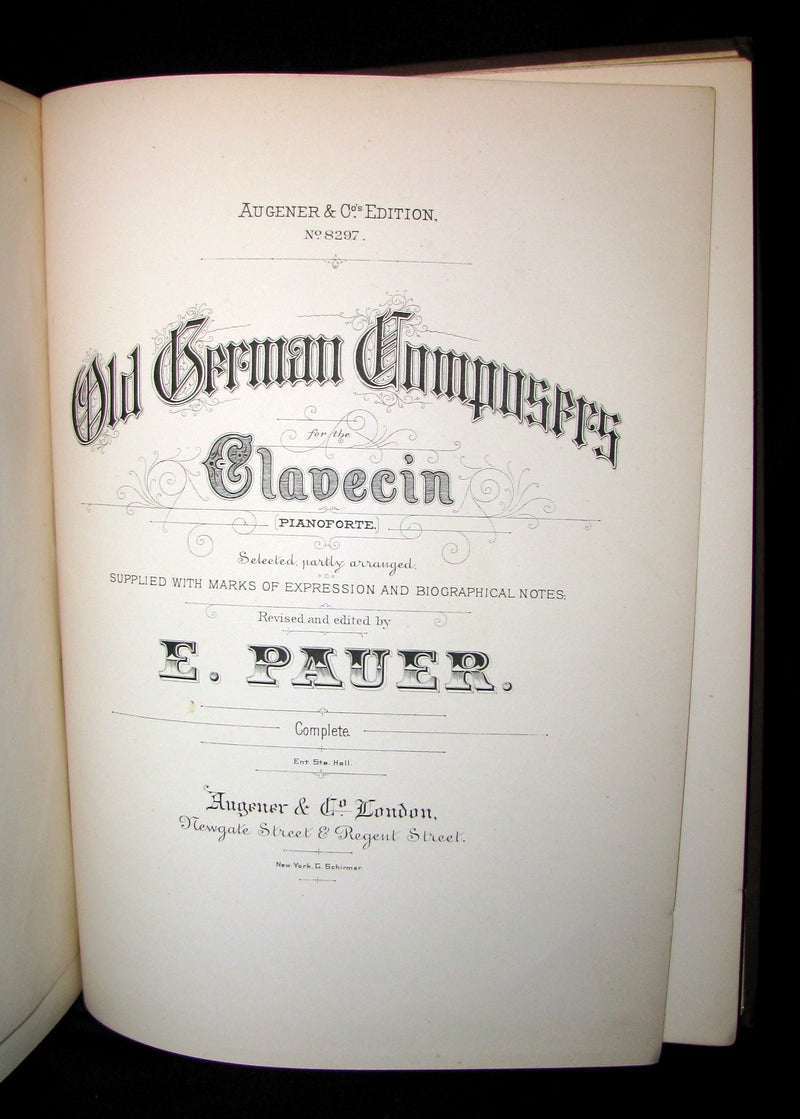 AUGENER & Co's EDITION,
No 8297.
Old German Composers
for the
Clavecin
(PIANOFORTE.)
Selected, partly arranged,
SUPPLIED WITH MARKS OF EXPRESSION AND BIOGRAPHICAL NOTES;
Revised and edited by
E. PAUER.
Complete.
Ent. Sta. Hall.
Augener & Co London,
Newgate Street & Regent Street.
New York. G. Schirmer.